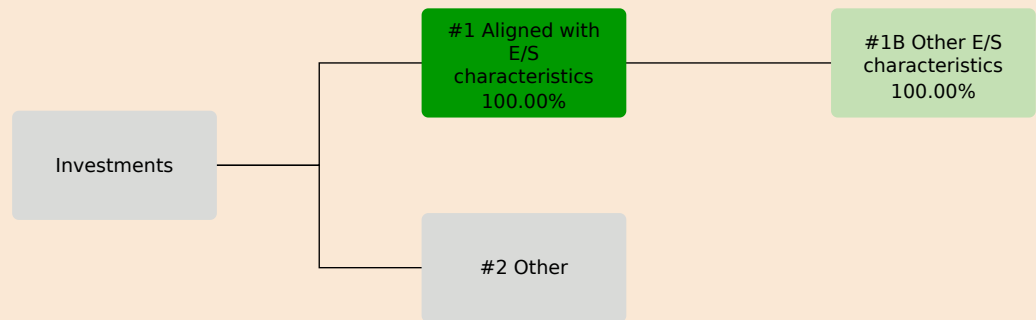 #1 Aligned with
E/S
characteristics
100.00%
#1B Other E/S
characteristics
100.00%
Investments
#2 Other